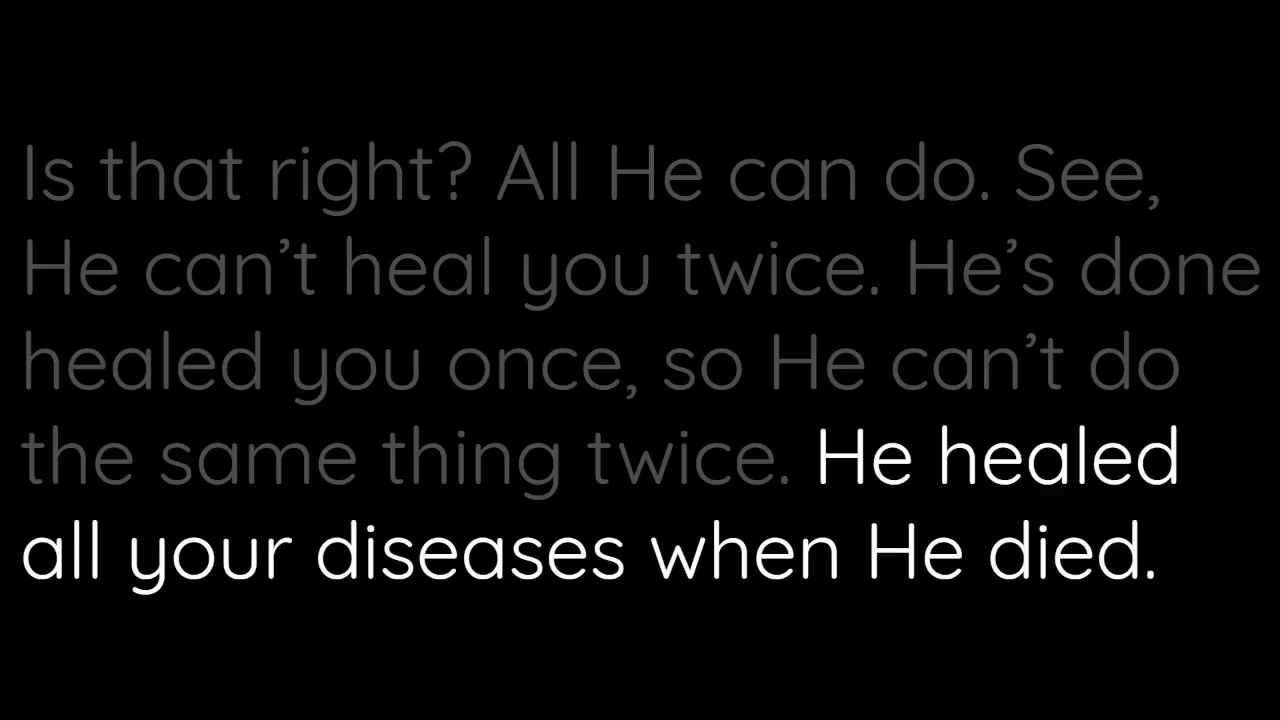 Is that right? All He can do. See,
He can’t heal you twice. He’s done
healed you once, so He can’t do
the same thing twice. He healed
all your diseases when He died.